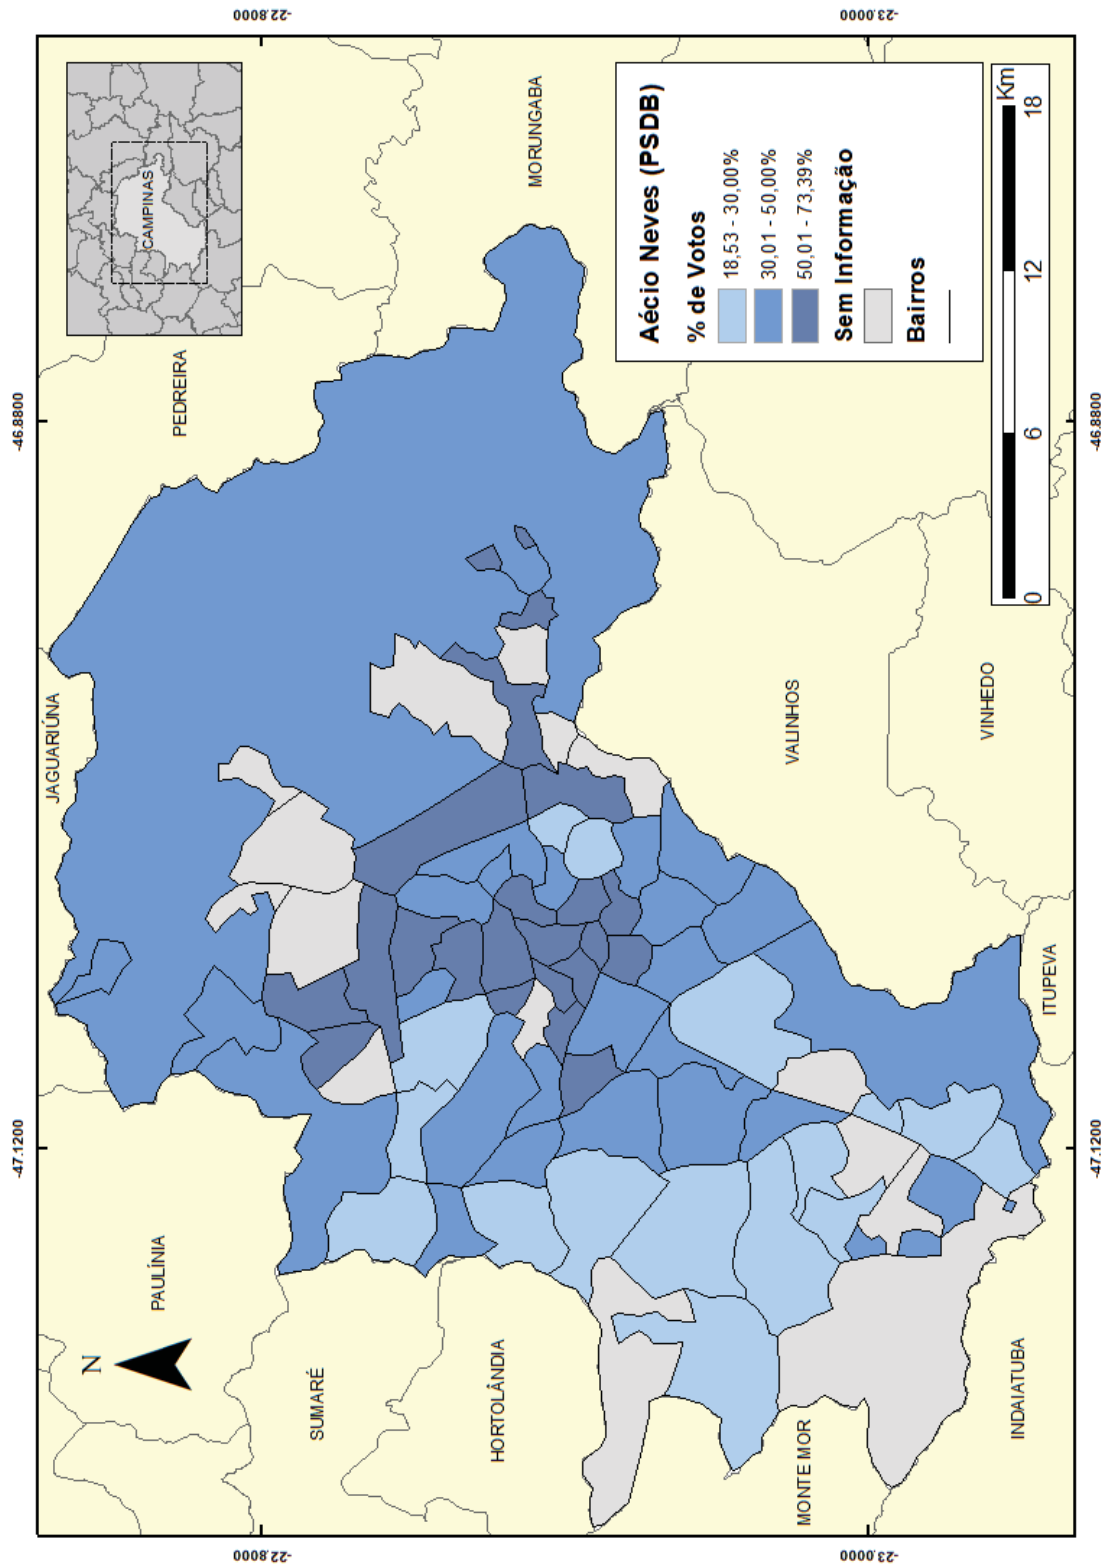 -46.8800
-47.1200
-22.8000
-23.0000
-22.8000
-23.0000
-46.8800
-47.1200
N
CAMPINAS
PAULÍNIA
JAGUARIÚNA
PEDREIRA
MORUNGABA
SUMARÉ
HORTOLÂNDIA
MONTE MOR
INDAIATUBA
ITUPEVA
VALINHOS
VINHEDO
Aécio Neves (PSDB)
% de Votos
18,53 - 30,00%
30,01 - 50,00%
50,01 - 73,39%
Sem Informação
Bairros
0 6 12 18
Km